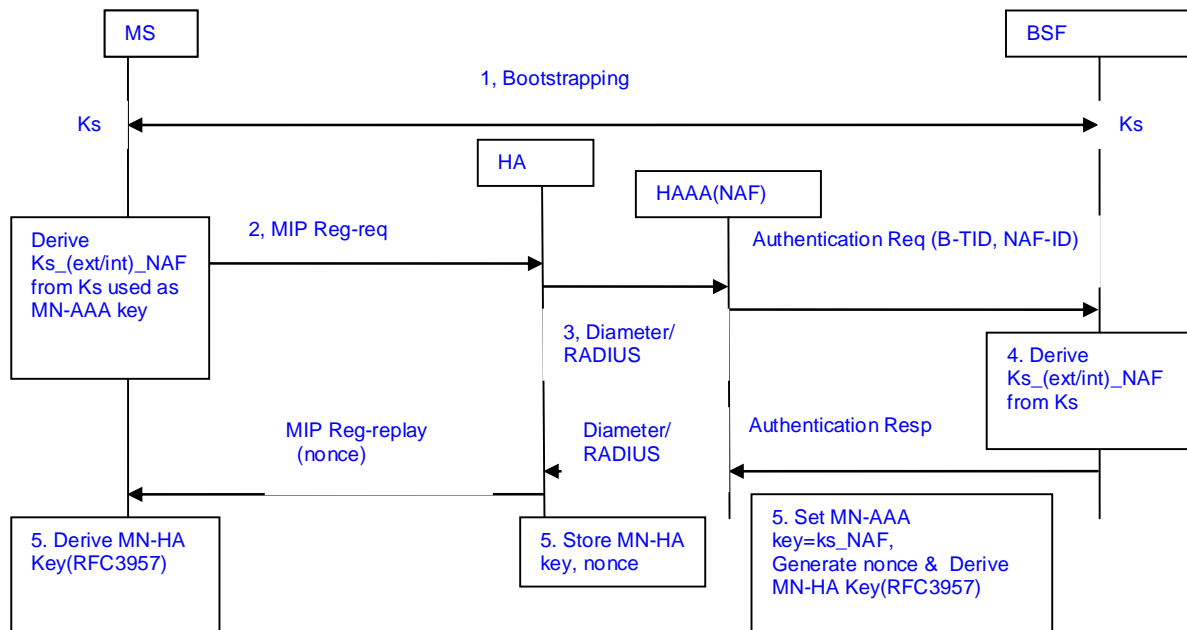 MS
BSF
1, Bootstrapping
Ks
Ks
HA
HAAA(NAF)
Derive
Ks_(ext/int)_NAF
from Ks used as
MN-AAA key
2, MIP Reg-req
Authentication Req (B-TID, NAF-ID)
3, Diameter/
RADIUS
4. Derive
Ks_(ext/int)_NAF
from Ks
MIP Reg-replay
(nonce)
Diameter/
RADIUS
Authentication Resp
5. Derive MN-HA
Key(RFC3957)
5. Store MN-HA
key, nonce
5. Set MN-AAA
key=ks_NAF,
Generate nonce & Derive
MN-HA Key(RFC3957)